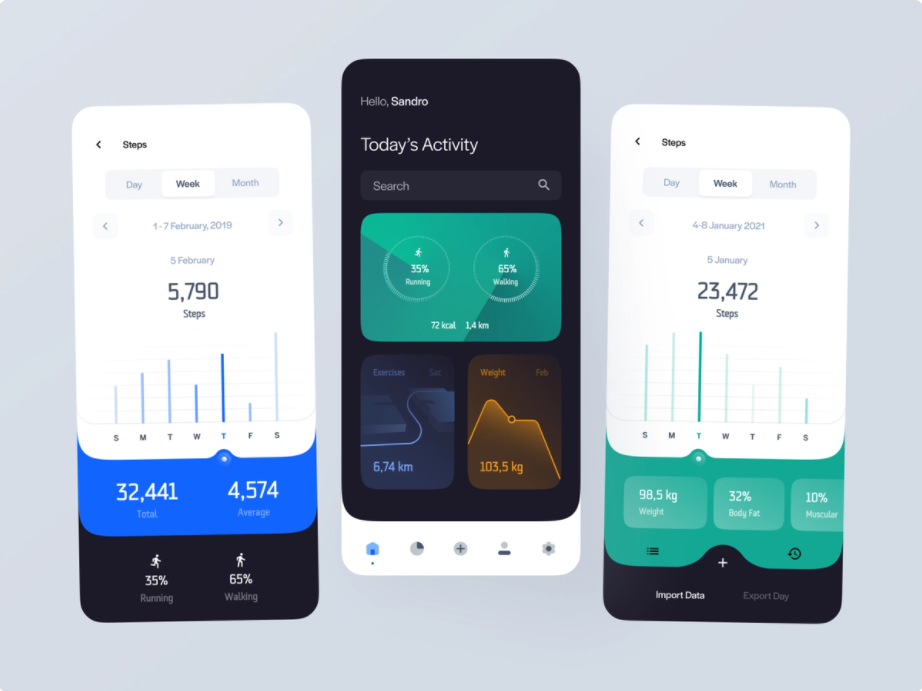 Steps
Day Week Month
1-7 February, 2019
5 February
5,790
Steps
S M T W T F S
32,441 4,574
Total Average
35% 65%
Running Walking
Hello, Sandro
Today's Activity
Search
35% 65%
Running Walking
72 kcal 1,4 km
Exercises Sat
6,74 km
Weight Feb
103,5 kg
Steps
Day Week Month
4-8 January 2021
5 January
23,472
Steps
S M T W T F S
98,5 kg 32% 10%
Weight Body Fat Muscular
Import Data Export Day